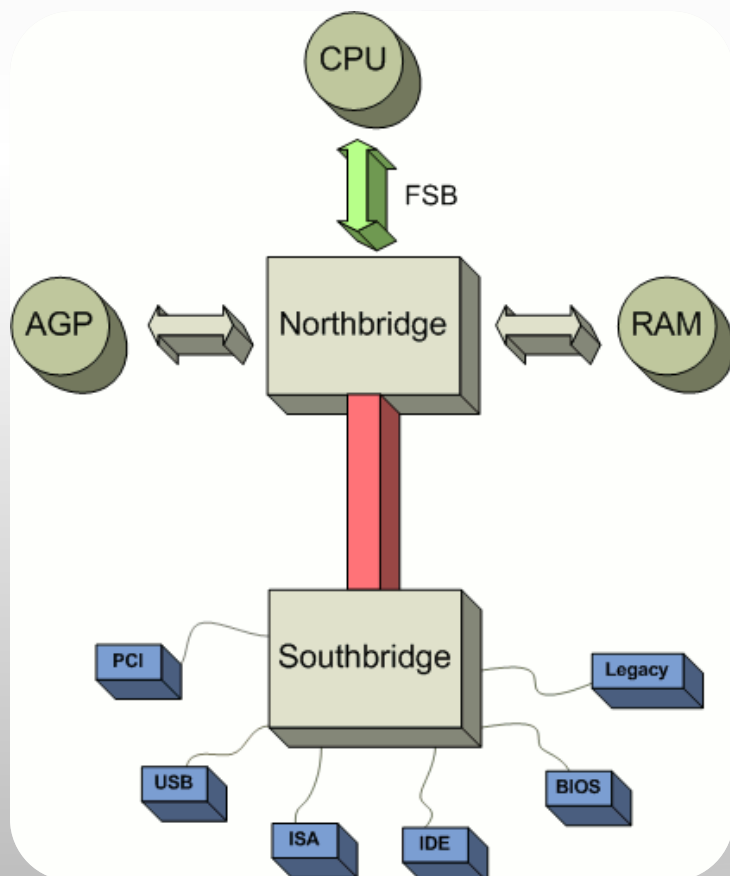 CPU
FSB
AGP
Northbridge
RAM
Southbridge
PCI
Legacy
USB
BIOS
ISA
IDE